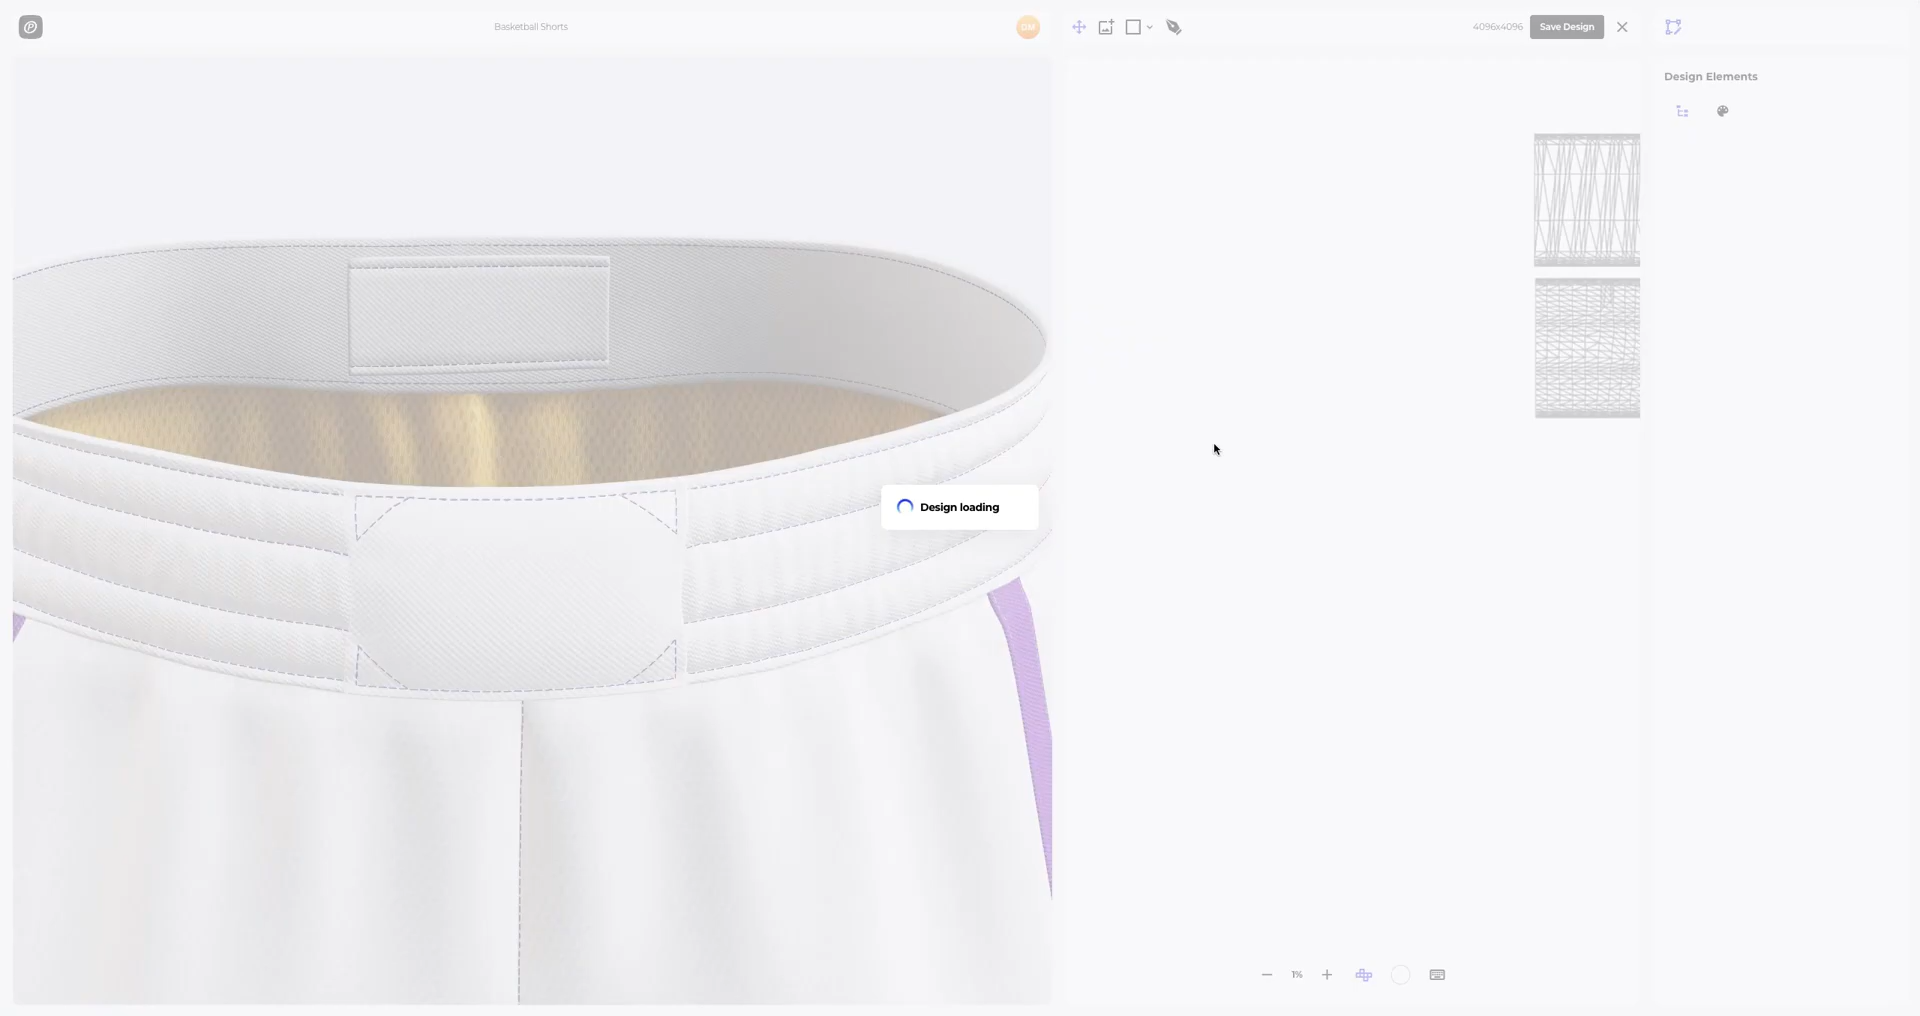 Basketball Shorts
OM
4096x4096
Save Design
Design Elements
Design loading
1%